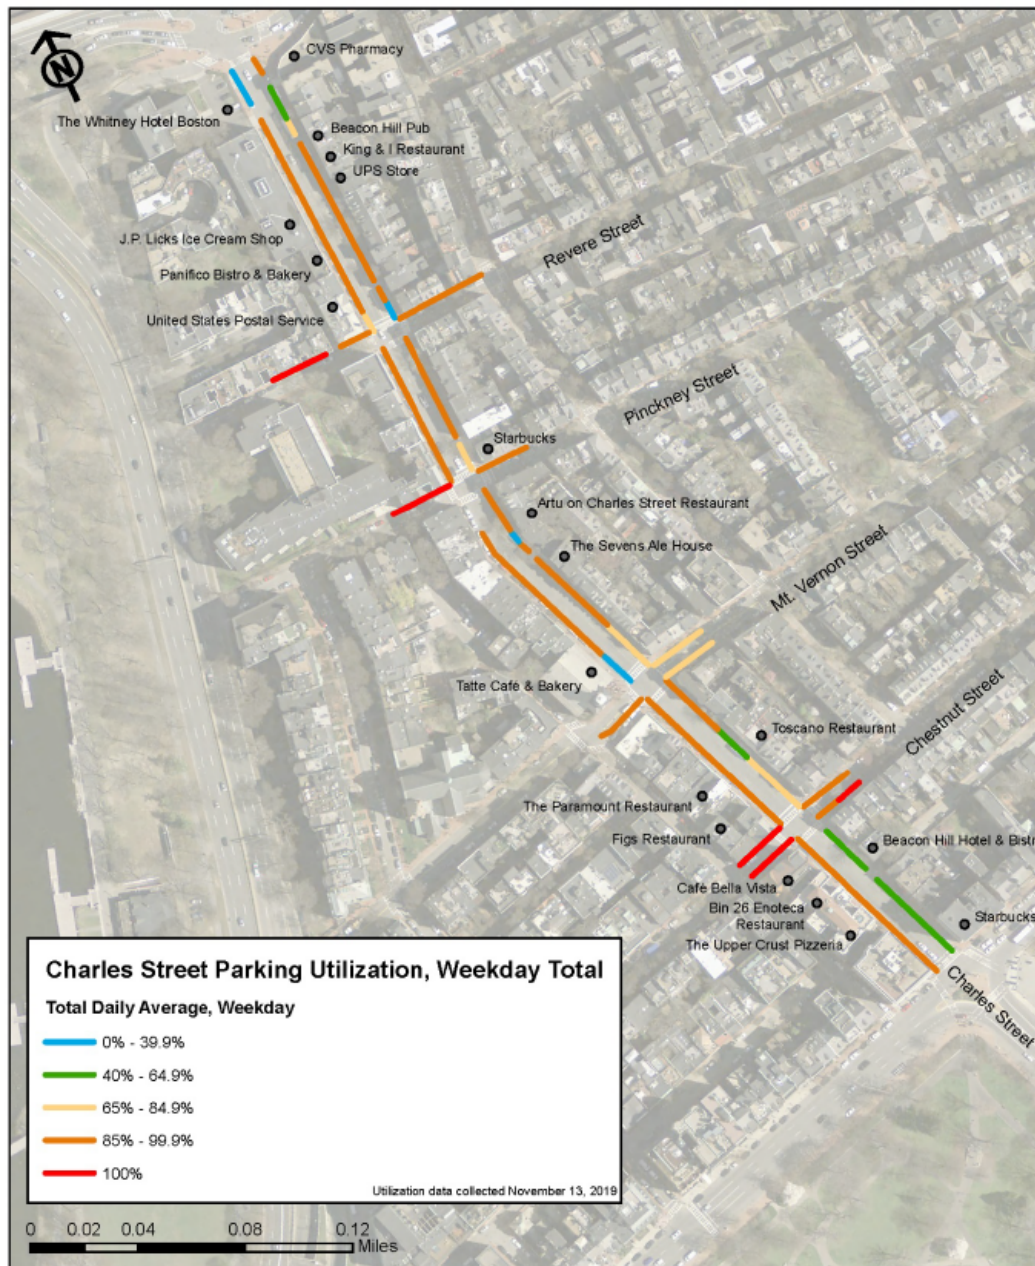 N
CVS Pharmacy
The Whitney Hotel Boston
Beacon Hill Pub
King & I Restaurant
UPS Store
Revere Street
J.P. Licks Ice Cream Shop
Panifico Bistro & Bakery
United States Postal Service
Pinckney Street
Starbucks
Artu on Charles Street Restaurant
The Sevens Ale House
Mt. Vernon Street
Tatte Café & Bakery
Chestnut Street
Toscano Restaurant
The Paramount Restaurant
Figs Restaurant
Beacon Hill Hotel & Bistr
Café Bella Vista
Bin 26 Enoteca
Restaurant
Starbucks
The Upper Crust Pizzeria
Charles Street
Charles Street Parking Utilization, Weekday Total
Total Daily Average, Weekday
0% - 39.9%
40% - 64.9%
65% - 84.9%
85% - 99.9%
100%
Utilization data collected November 13, 2019
0 0.02 0.04 0.08 0.12
Miles